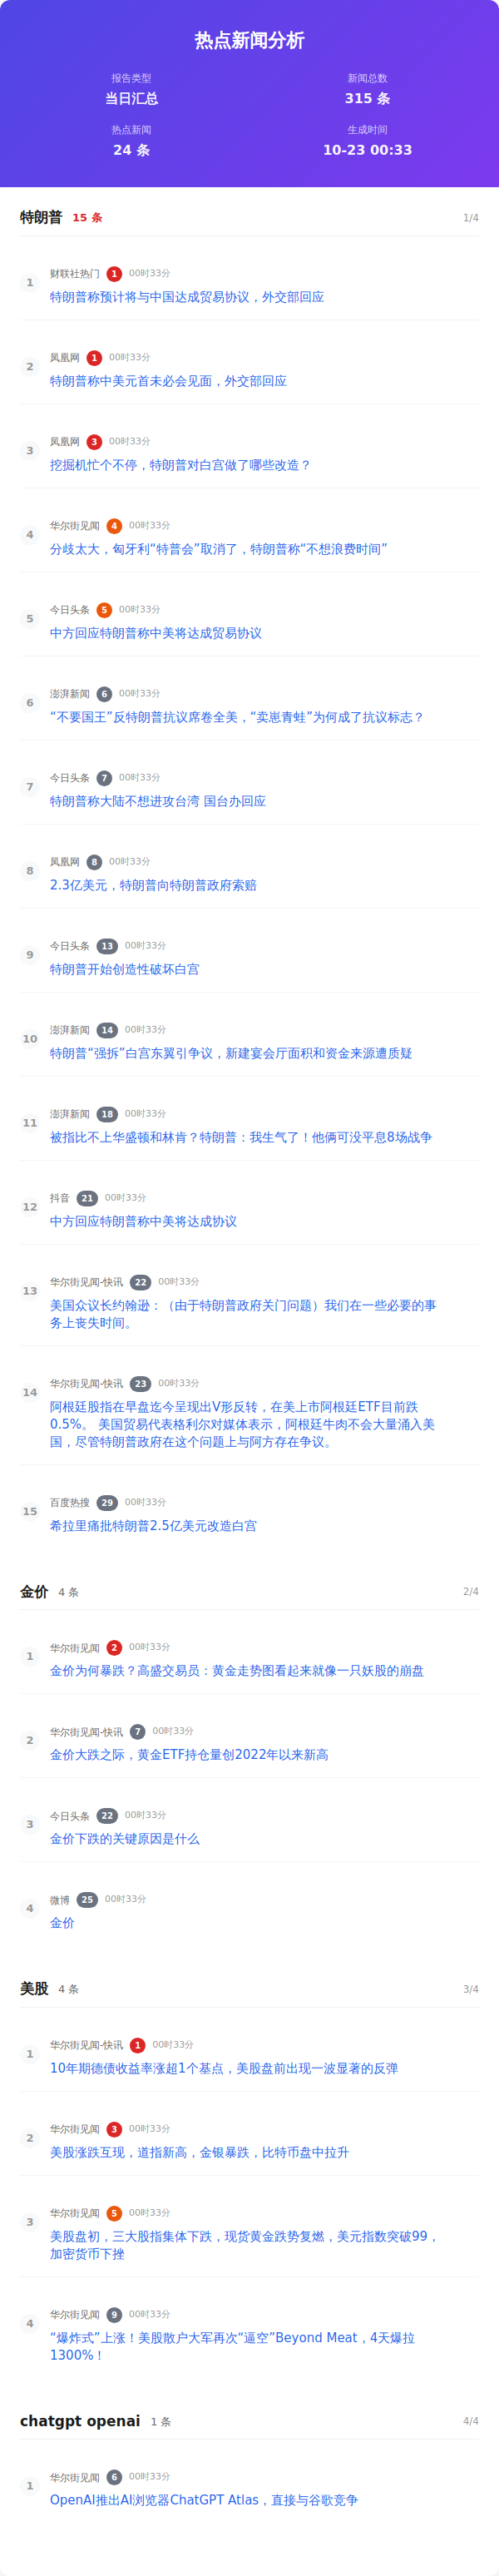 热点新闻分析
报告类型
新闻总数
当日汇总
315 条
热点新闻
生成时间
24 条
10-23 00:33
特朗普 15 条 1/4
1
财联社热门 1 00时33分
特朗普称预计将与中国达成贸易协议，外交部回应
2
凤凰网 1 00时33分
特朗普称中美元首未必会见面，外交部回应
3
凤凰网 3 00时33分
挖掘机忙个不停，特朗普对白宫做了哪些改造？
4
华尔街见闻 4 00时33分
分歧太大，匈牙利“特普会”取消了，特朗普称“不想浪费时间”
5
今日头条 5 00时33分
中方回应特朗普称中美将达成贸易协议
6
澎湃新闻 6 00时33分
“不要国王”反特朗普抗议席卷全美，“卖崽青蛙”为何成了抗议标志？
7
今日头条 7 00时33分
特朗普称大陆不想进攻台湾 国台办回应
8
凤凰网 8 00时33分
2.3亿美元，特朗普向特朗普政府索赔
9
今日头条 13 00时33分
特朗普开始创造性破坏白宫
10
澎湃新闻 14 00时33分
特朗普“强拆”白宫东翼引争议，新建宴会厅面积和资金来源遭质疑
11
澎湃新闻 18 00时33分
被指比不上华盛顿和林肯？特朗普：我生气了！他俩可没平息8场战争
12
抖音 21 00时33分
中方回应特朗普称中美将达成协议
13
华尔街见闻-快讯 22 00时33分
美国众议长约翰逊：（由于特朗普政府关门问题）我们在一些必要的事
务上丧失时间。
14
华尔街见闻-快讯 23 00时33分
阿根廷股指在早盘迄今呈现出V形反转，在美上市阿根廷ETF目前跌
0.5%。 美国贸易代表格利尔对媒体表示，阿根廷牛肉不会大量涌入美
国，尽管特朗普政府在这个问题上与阿方存在争议。
15
百度热搜 29 00时33分
希拉里痛批特朗普2.5亿美元改造白宫
金价 4 条 2/4
1
华尔街见闻 2 00时33分
金价为何暴跌？高盛交易员：黄金走势图看起来就像一只妖股的崩盘
2
华尔街见闻-快讯 7 00时33分
金价大跌之际，黄金ETF持仓量创2022年以来新高
3
今日头条 22 00时33分
金价下跌的关键原因是什么
4
微博 25 00时33分
金价
美股 4 条 3/4
1
华尔街见闻-快讯 1 00时33分
10年期德债收益率涨超1个基点，美股盘前出现一波显著的反弹
2
华尔街见闻 3 00时33分
美股涨跌互现，道指新高，金银暴跌，比特币盘中拉升
3
华尔街见闻 5 00时33分
美股盘初，三大股指集体下跌，现货黄金跌势复燃，美元指数突破99，
加密货币下挫
4
华尔街见闻 9 00时33分
“爆炸式”上涨！美股散户大军再次“逼空”Beyond Meat，4天爆拉
1300%！
chatgpt openai 1 条 4/4
1
华尔街见闻 6 00时33分
OpenAI推出AI浏览器ChatGPT Atlas，直接与谷歌竞争